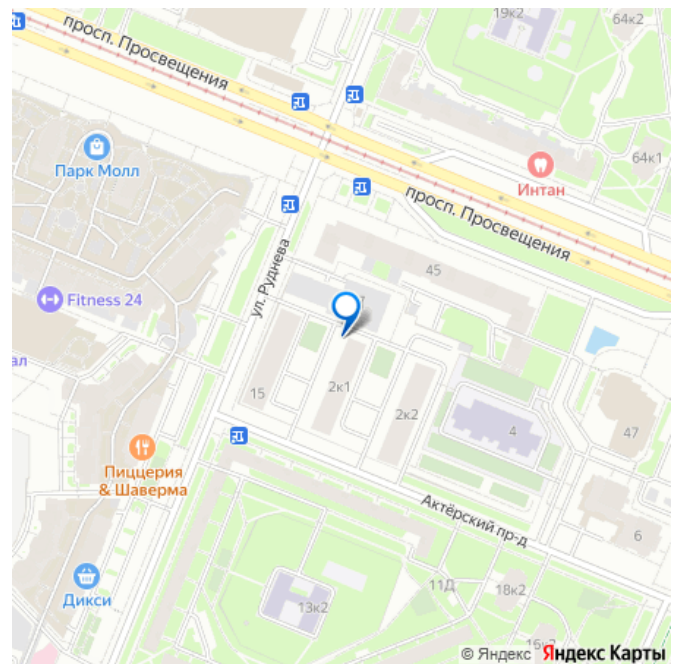 19к2
64к2
просп. Просвещения
64к1
Парк Молл
Интан
просп. Просвещения
ул. Руднева
45
Fitness 24
15
2к1
2к2
4
47
Пиццерия
& Шаверма
Актёрский пр-д
6
11Д
18к2
Дикси
13к2
16к2
© Яндекс Яндекс Карты